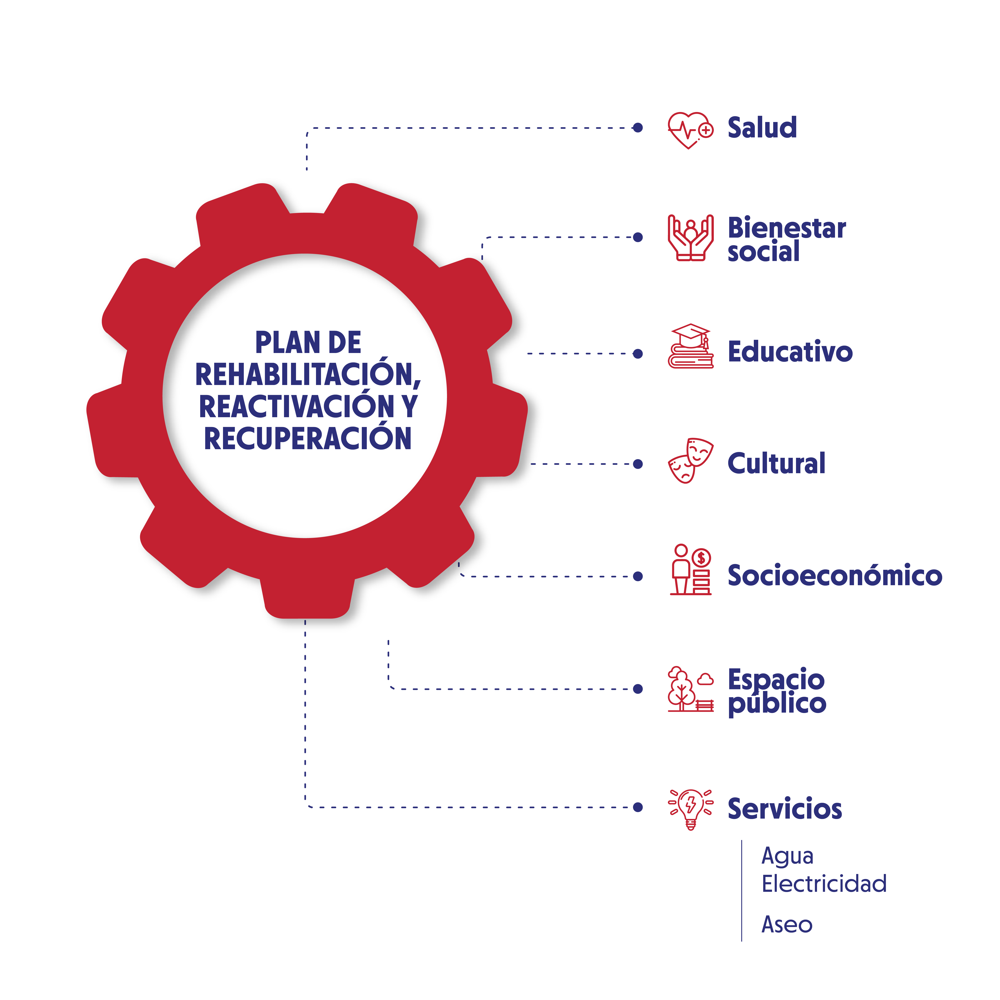 PLAN DE
REHABILITACIÓN,
REACTIVACIÓN Y
RECUPERACIÓN
Salud
Bienestar
social
Educativo
Cultural
Socioeconómico
Espacio
público
Servicios
Agua
Electricidad
Aseo